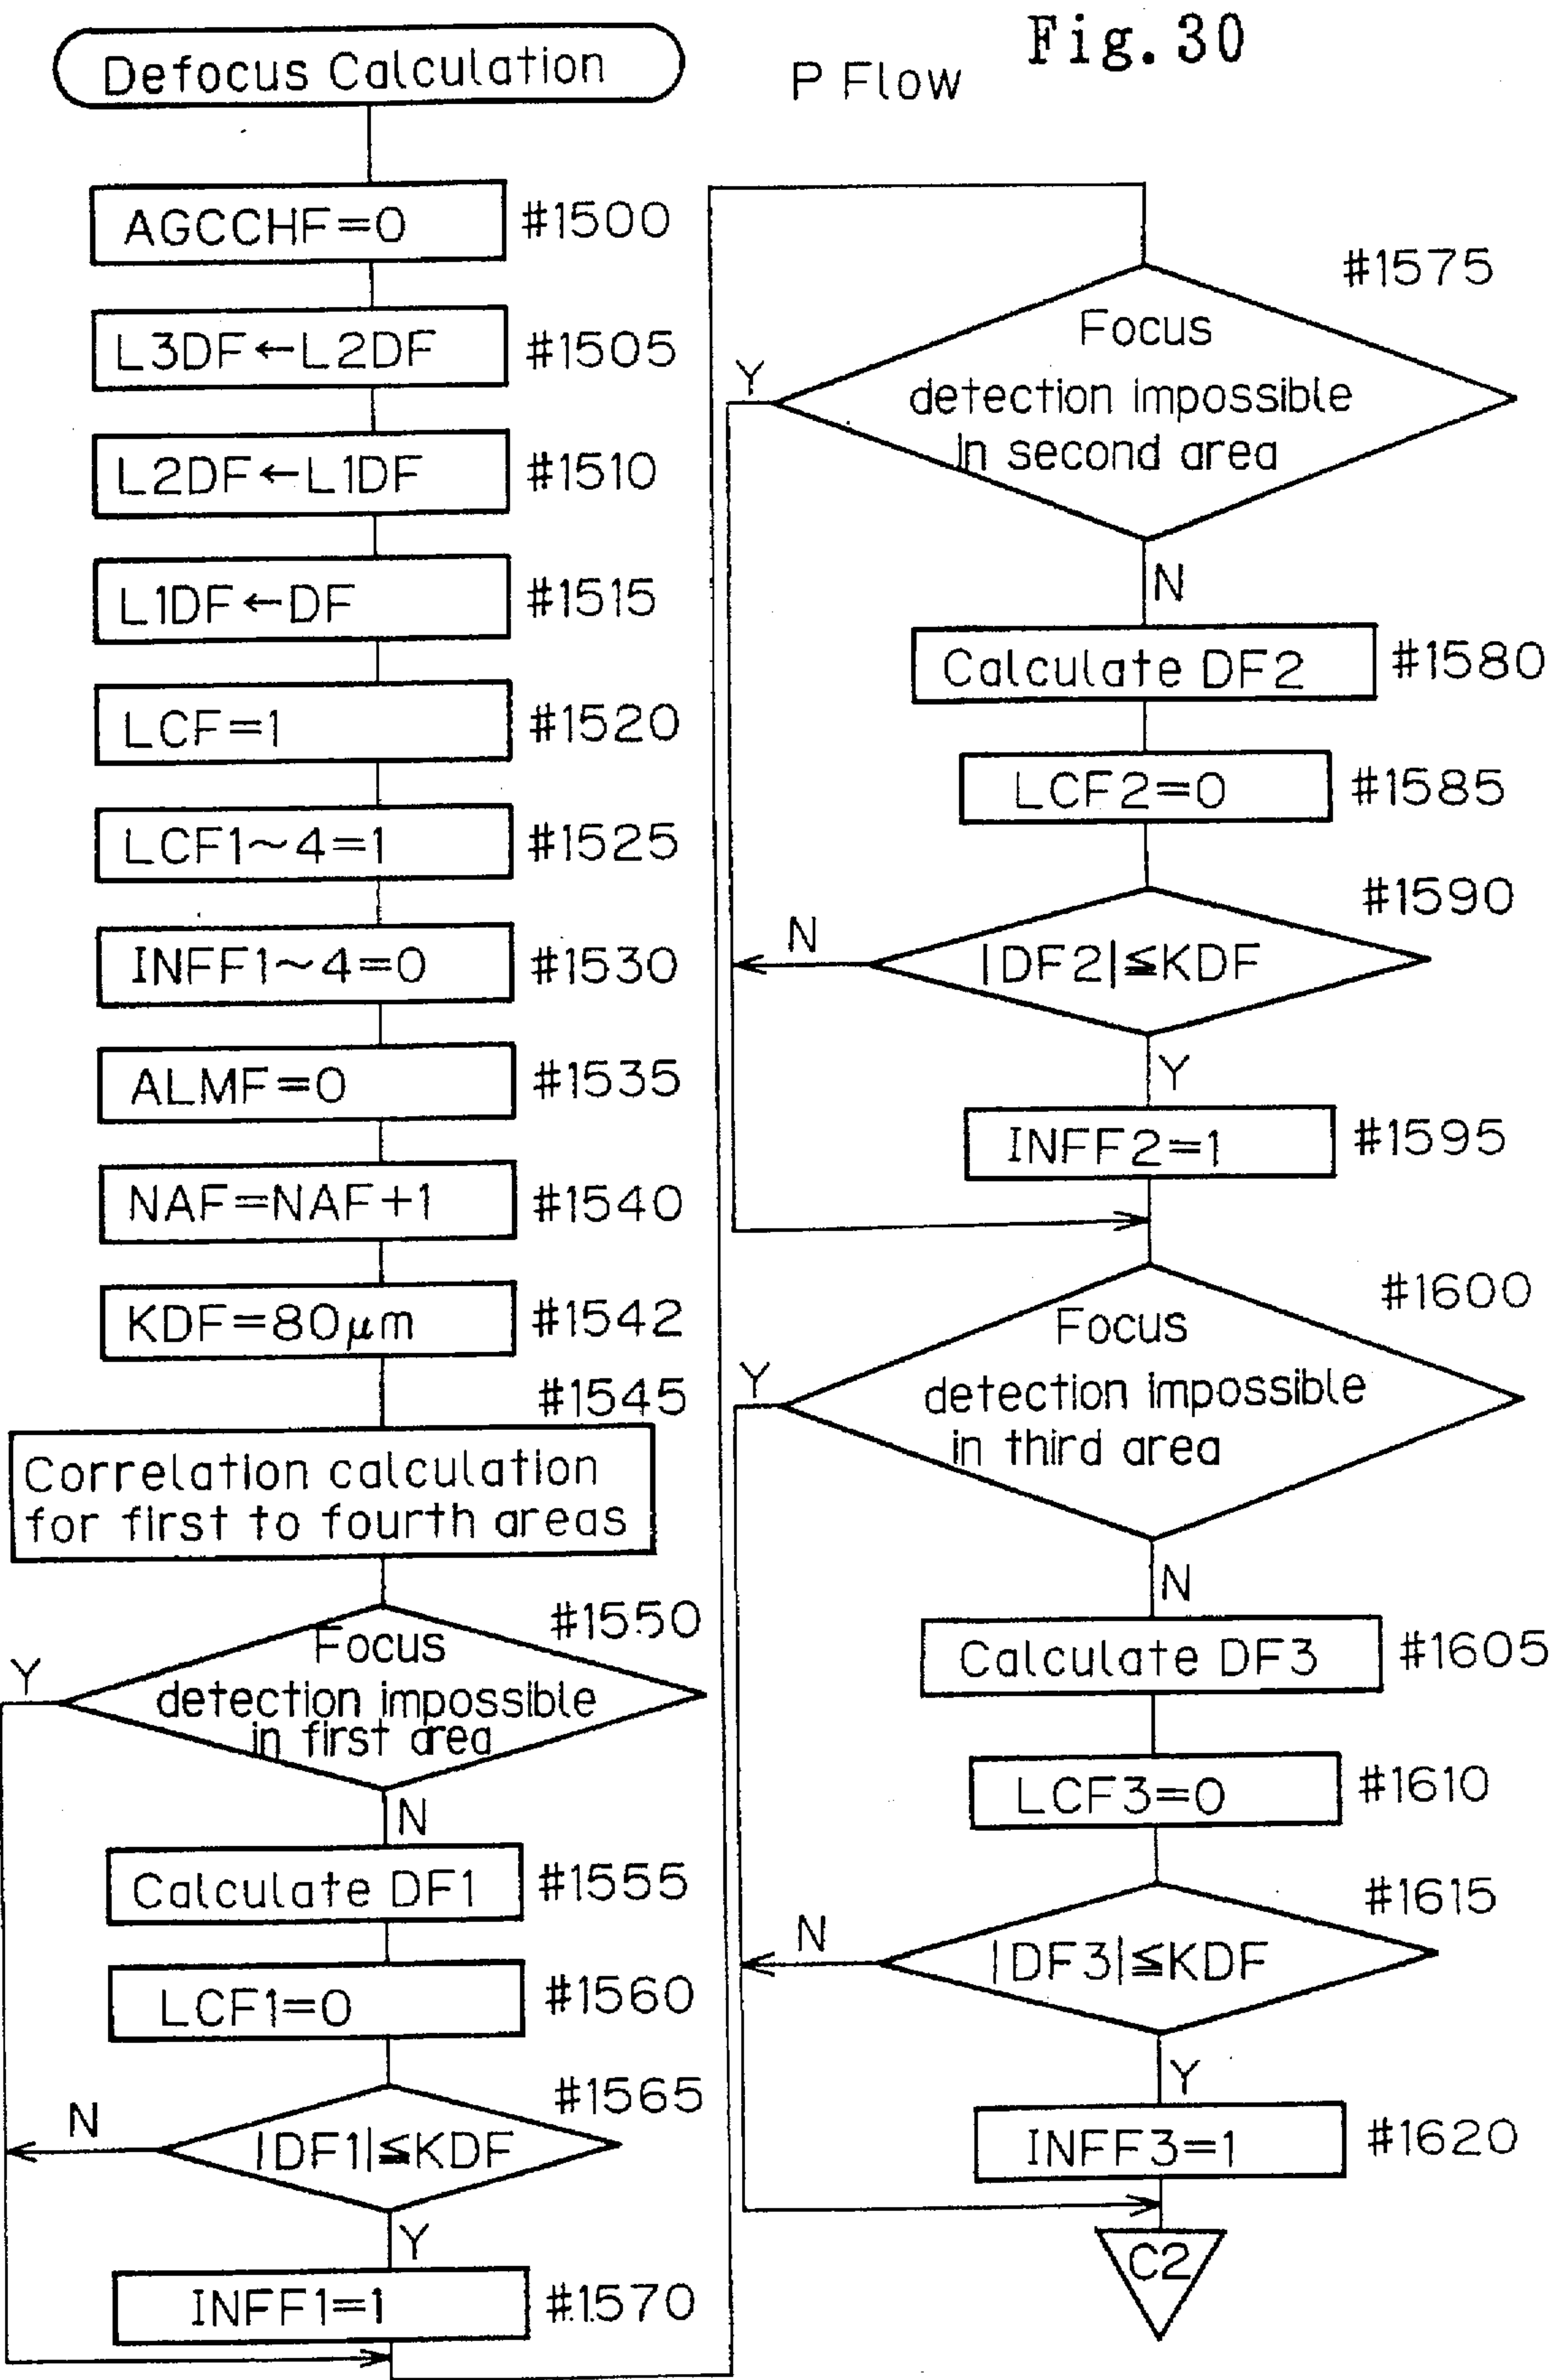 Fig. 30
P Flow
Defocus Calculation
AGCCHF=0 #1500
L3DF←L2DF #1505
L2DF←L1DF #1510
L1DF←DF #1515
LCF=1 #1520
LCF1~4=1 #1525
INFF1~4=0 #1530
ALMF=0 #1535
NAF=NAF+1 #1540
KDF=80μm #1542
#1545
Correlation calculation
for first to fourth areas
#1550
Focus
Y
detection impossible
in first area
N
Calculate DF1 #1555
LCF1=0 #1560
#1565
N
|DF1|≦KDF
Y
INFF1=1 #1570
#1575
Focus
Y
detection impossible
in second area
N
Calculate DF2 #1580
LCF2=0 #1585
#1590
N
|DF2|≦KDF
Y
INFF2=1 #1595
#1600
Focus
Y
detection impossible
in third area
N
Calculate DF3 #1605
LCF3=0 #1610
#1615
N
|DF3|≦KDF
Y
INFF3=1 #1620
C2